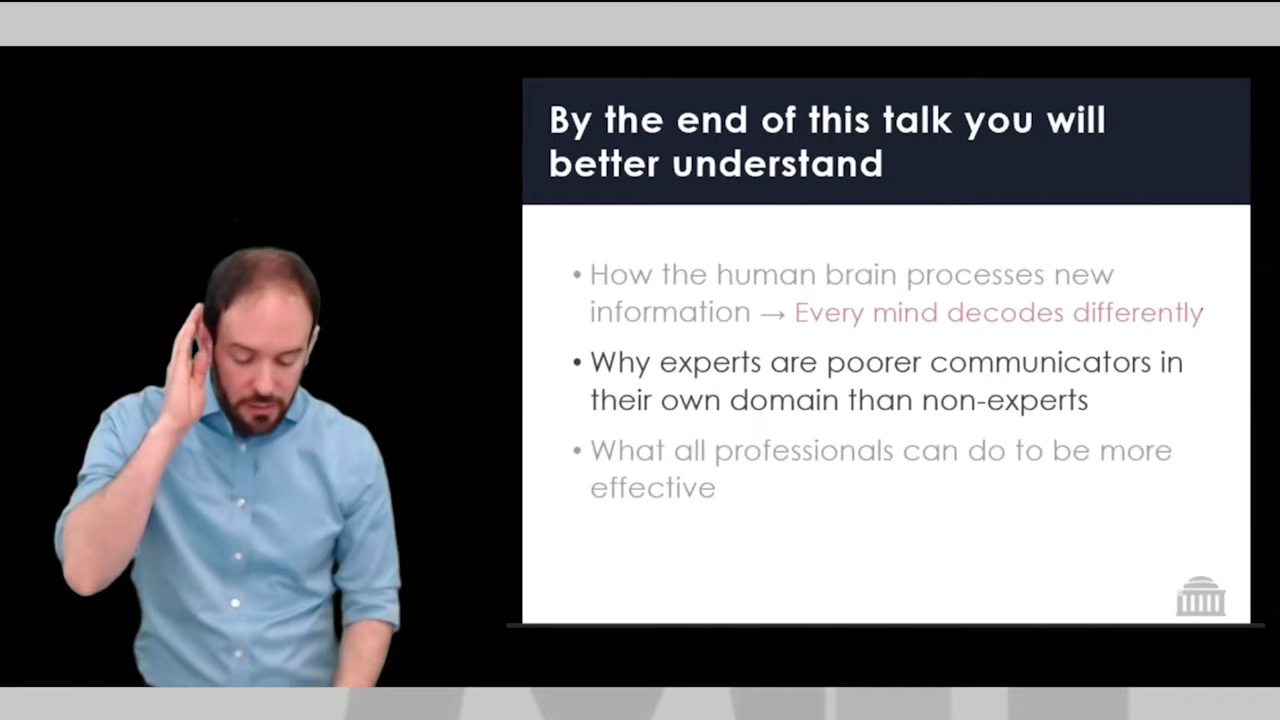 By the end of this talk you will
better understand
• How the human brain processes new
information → Every mind decodes differently
• Why experts are poorer communicators in
their own domain than non-experts
• What all professionals can do to be more
effective